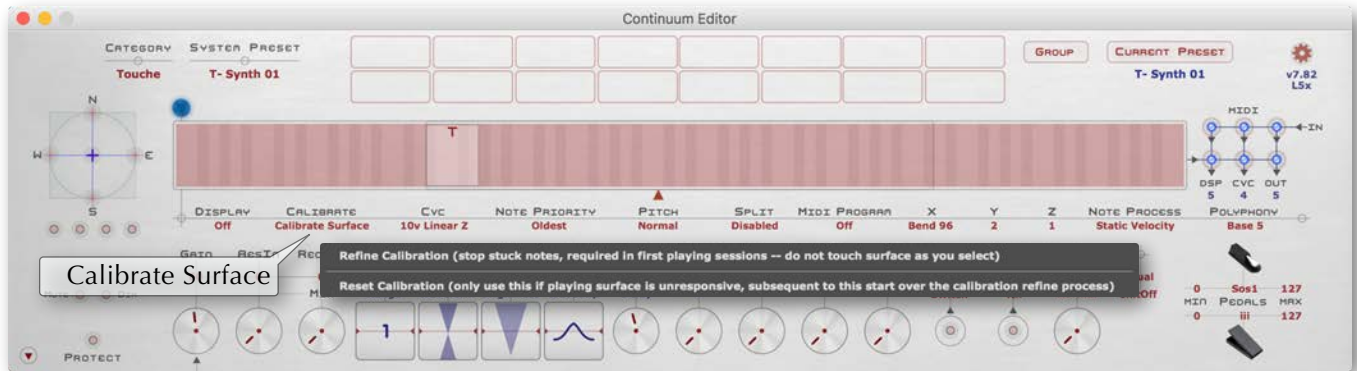 Continuum Editor
Category System Preset
Touche T- Synth 01
Group Current Preset
T- Synth 01
v7.82
L5x
N
W E
S
T
MIDI
IN
DSP CVC OUT
5 4 5
Display Calibrate Cvc Note Priority Pitch Split Midi Program X Y Z Note Process Polyphony
Off Calibrate Surface 10v Linear Z Oldest Normal Disabled Off Bend 96 2 1 Static Velocity Base 5
Gain
Calibrate Surface
Refine Calibration (stop stuck notes, required in first playing sessions -- do not touch surface as you select)
Reset Calibration (only use this if playing surface is unresponsive, subsequent to this start over the calibration refine process)
0 Sos1 127
Min Pedals Max
0 iii 127
1
Protect